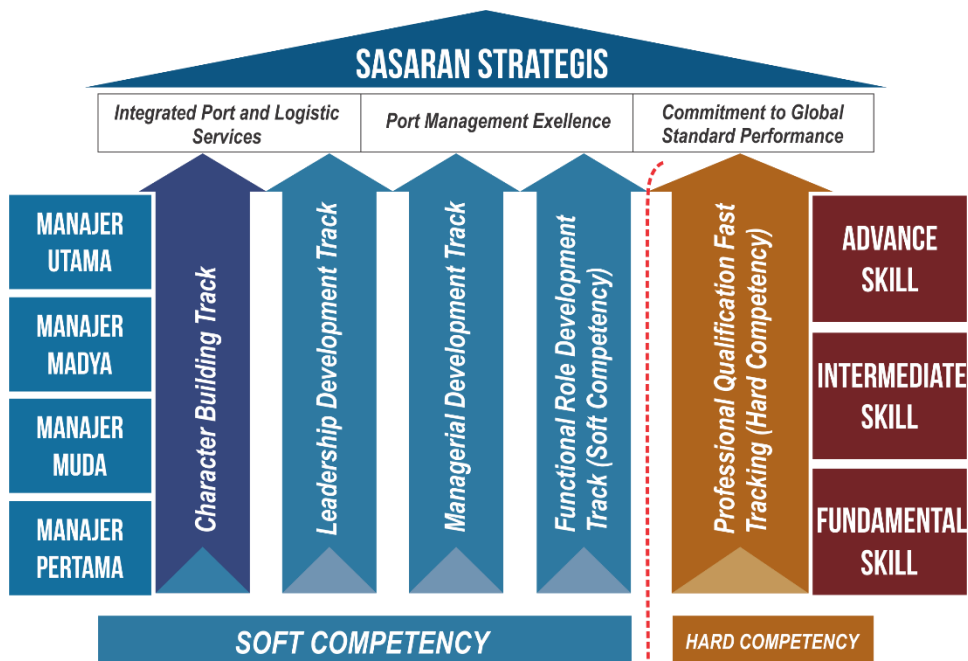 SASARAN STRATEGIS
Integrated Port and Logistic
Services
Port Management Exellence
Commitment to Global
Standard Performance
MANAJER
UTAMA
MANAJER
MADYA
MANAJER
MUDA
MANAJER
PERTAMA
Character Building Track
Leadership Development Track
Managerial Development Track
Functional Role Development
Track (Soft Competency)
Professional Qualification Fast
Tracking (Hard Competency)
ADVANCE
SKILL
INTERMEDIATE
SKILL
FUNDAMENTAL
SKILL
SOFT COMPETENCY
HARD COMPETENCY